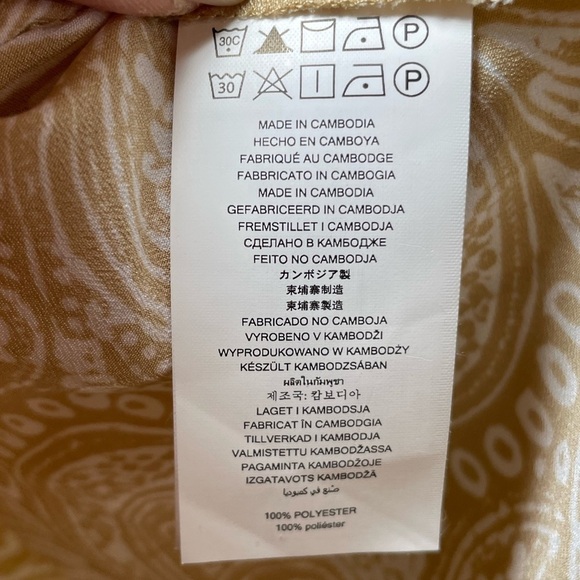 30C P
30 P
MADE IN CAMBODIA
HECHO EN CAMBOYA
FABRIQUÉ AU CAMBODGE
FABBRICATO IN CAMBOGIA
MADE IN CAMBODIA
GEFABRICEERD IN CAMBODJA
FREMSTILLET I CAMBODJA
СДЕЛАНО В КАМБОДЖЕ
FEITO NO CAMBODJA
カンボジア製
柬埔寨制造
柬埔寨製造
FABRICADO NO CAMBOJA
VYROBENO V KAMBODŽI
WYPRODUKOWANO W KAMBODŻY
KÉSZÜLT KAMBODZSÁBAN
ผลิตในกัมพูชา
제조국: 캄보디아
LAGET I KAMBODSJA
FABRICAT ÎN CAMBODGIA
TILLVERKAD I KAMBODJA
VALMISTETTU KAMBODŽASSA
PAGAMINTA KAMBODŽOJE
IZGATAVOTS KAMBODŽĀ
صنع في كمبوديا
100% POLYESTER
100% poliéster